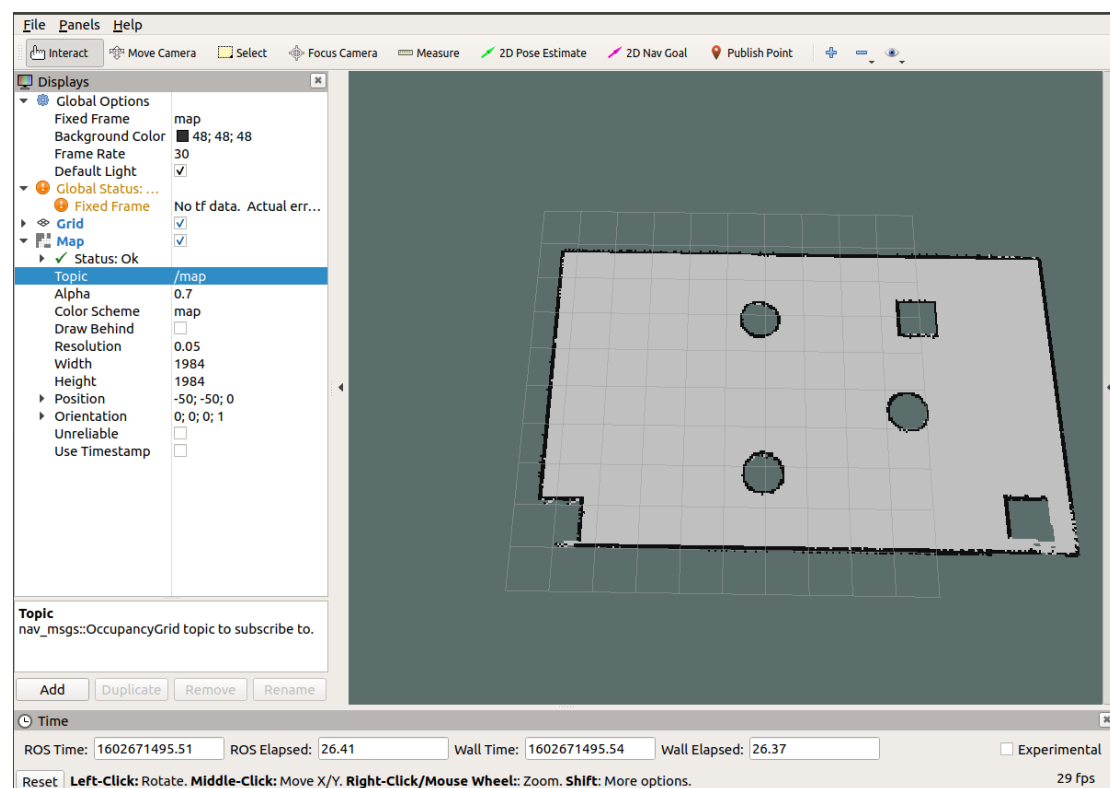 File Panels Help
Interact Move Camera Select Focus Camera Measure 2D Pose Estimate 2D Nav Goal Publish Point
Displays
Global Options
Fixed Frame map
Background Color 48; 48; 48
Frame Rate 30
Default Light
Global Status: ...
Fixed Frame No tf data. Actual err...
Grid
Map
Status: Ok
Topic /map
Alpha 0.7
Color Scheme map
Draw Behind
Resolution 0.05
Width 1984
Height 1984
Position -50; -50; 0
Orientation 0; 0; 0; 1
Unreliable
Use Timestamp
Topic
nav_msgs::OccupancyGrid topic to subscribe to.
Add Duplicate Remove Rename
Time
ROS Time: 1602671495.51 ROS Elapsed: 26.41 Wall Time: 1602671495.54 Wall Elapsed: 26.37 Experimental
Reset Left-Click: Rotate. Middle-Click: Move X/Y. Right-Click/Mouse Wheel:: Zoom. Shift: More options. 29 fps